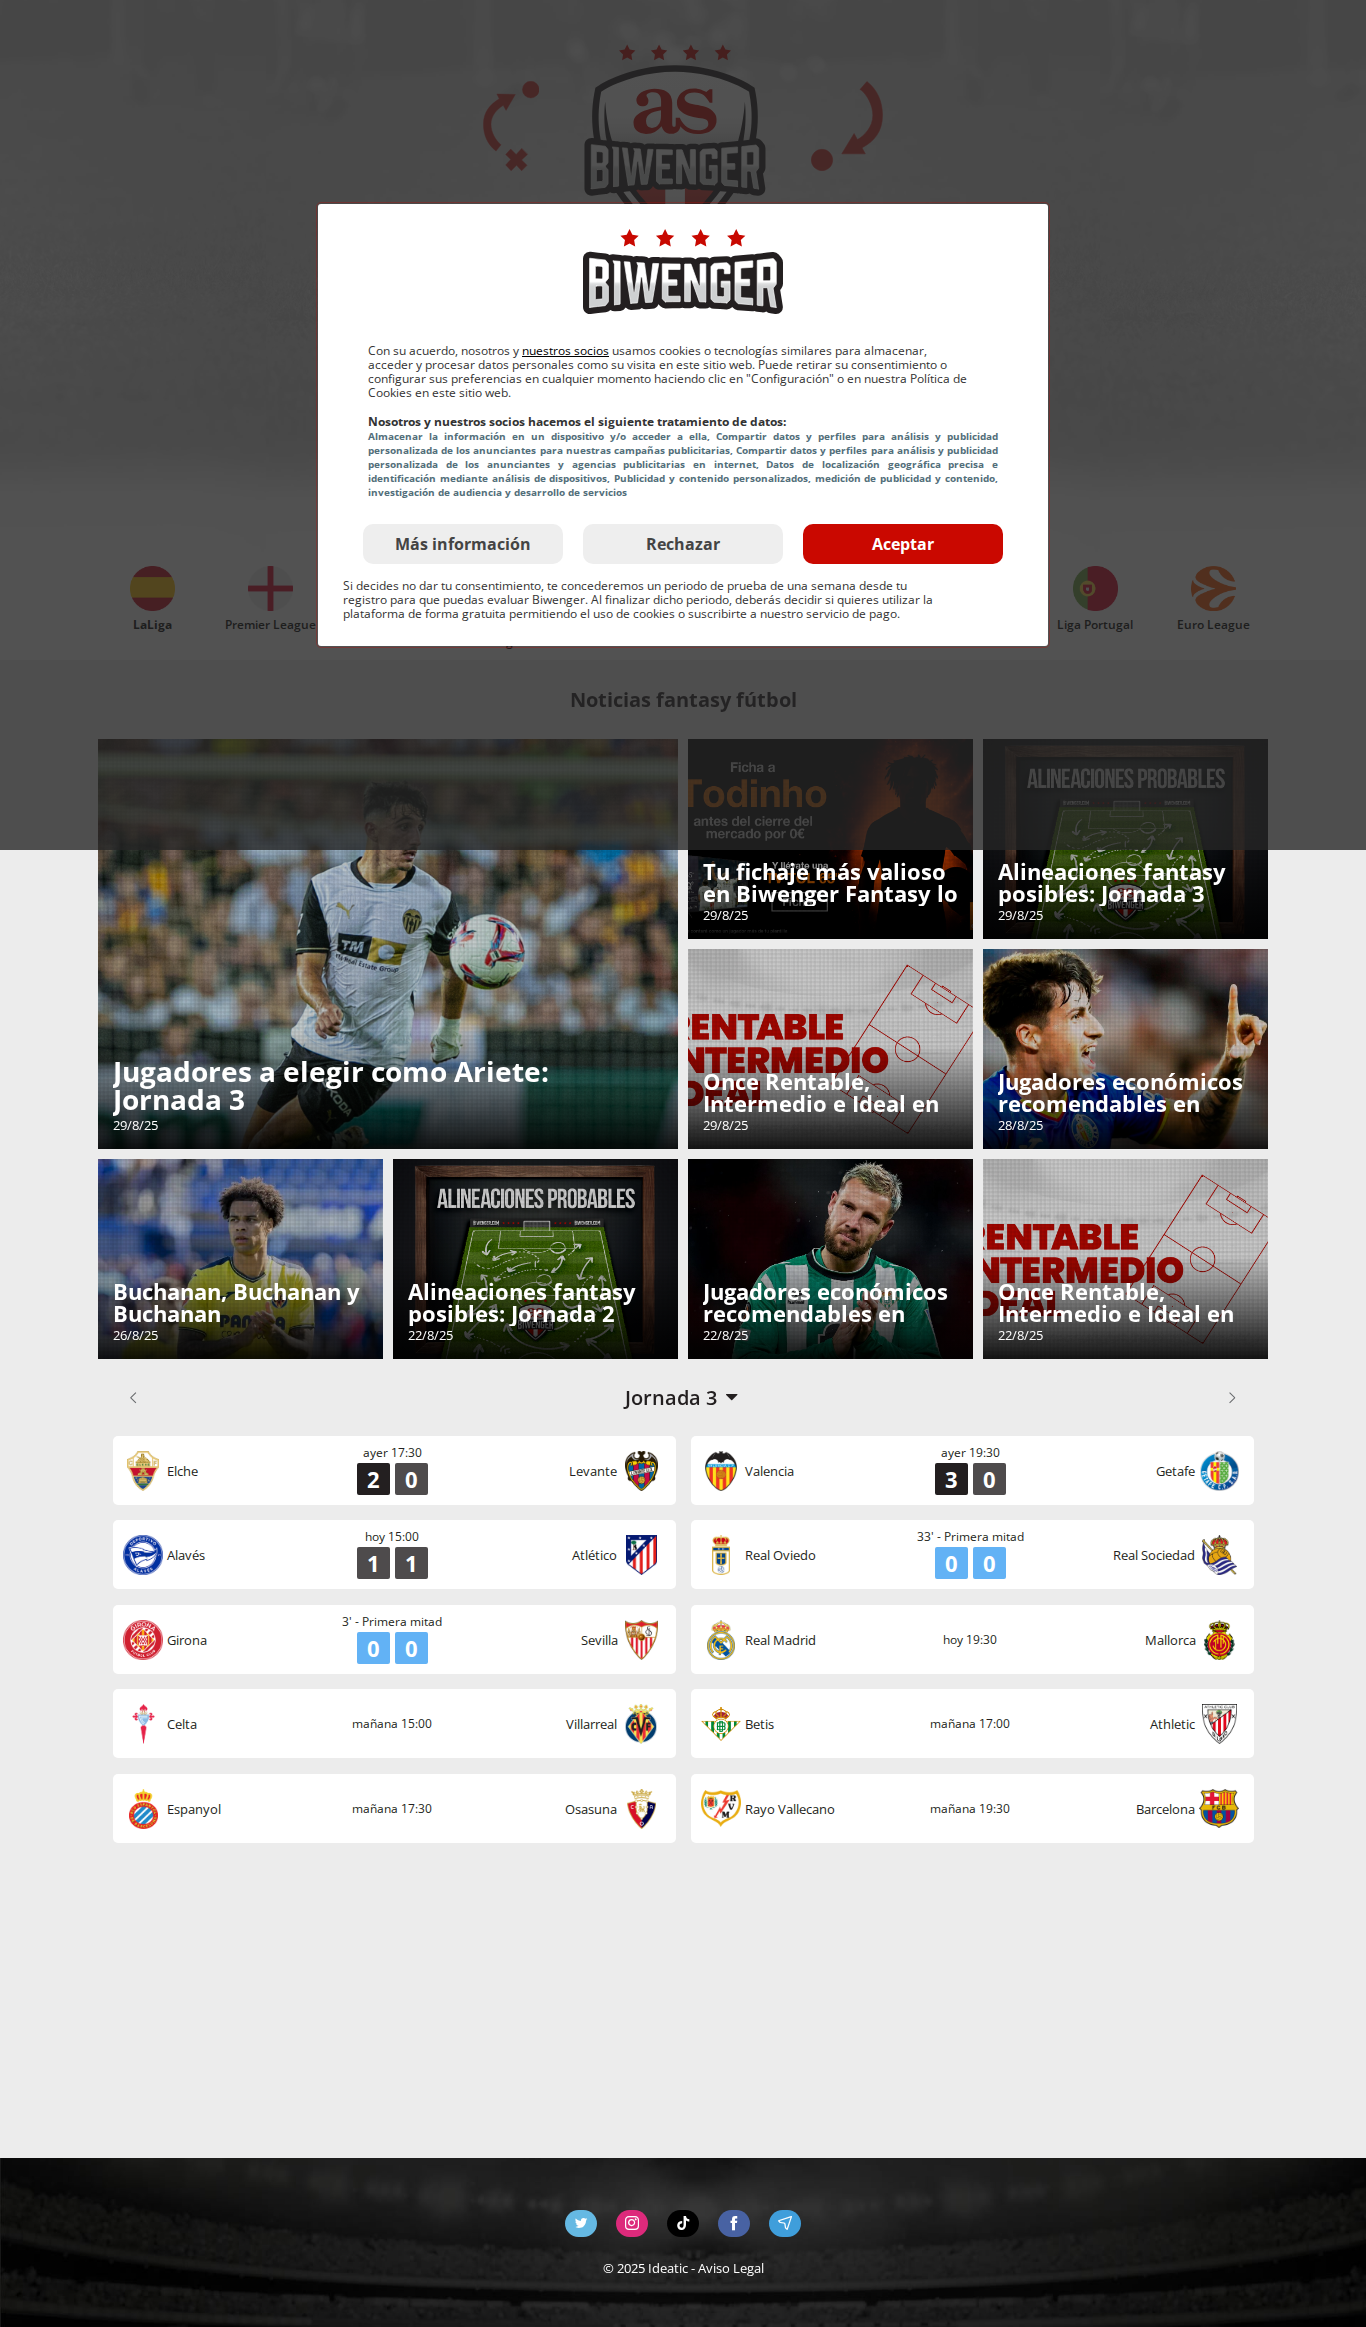 as
BIWENGER
BIWENGER
Con su acuerdo, nosotros y nuestros socios usamos cookies o tecnologías similares para almacenar,
acceder y procesar datos personales como su visita en este sitio web. Puede retirar su consentimiento o
configurar sus preferencias en cualquier momento haciendo clic en "Configuración" o en nuestra Política de
Cookies en este sitio web.
Nosotros y nuestros socios hacemos el siguiente tratamiento de datos:
Almacenar la información en un dispositivo y/o acceder a ella, Compartir datos y perfiles para análisis y publicidad
personalizada de los anunciantes para nuestras campañas publicitarias, Compartir datos y perfiles para análisis y publicidad
personalizada de los anunciantes y agencias publicitarias en internet, Datos de localización geográfica precisa e
identificación mediante análisis de dispositivos, Publicidad y contenido personalizados, medición de publicidad y contenido,
investigación de audiencia y desarrollo de servicios
Más información
Rechazar
Aceptar
Si decides no dar tu consentimiento, te concederemos un periodo de prueba de una semana desde tu
registro para que puedas evaluar Biwenger. Al finalizar dicho periodo, deberás decidir si quieres utilizar la
plataforma de forma gratuita permitiendo el uso de cookies o suscribirte a nuestro servicio de pago.
LaLiga
Premier League
Liga Portugal
Euro League
Noticias fantasy fútbol
Jugadores a elegir como Ariete:
Jornada 3
29/8/25
Ficha a
Todinho
antes del cierre del
mercado por 0€
Y llévate una
Tu fichaje más valioso
en Biwenger Fantasy lo
29/8/25
ALINEACIONES PROBABLES
Alineaciones fantasy
posibles: Jornada 3
29/8/25
RENTABLE
INTERMEDIO
Once Rentable,
Intermedio e Ideal en
29/8/25
Jugadores económicos
recomendables en
28/8/25
Buchanan, Buchanan y
Buchanan
26/8/25
ALINEACIONES PROBABLES
Alineaciones fantasy
posibles: Jornada 2
22/8/25
Jugadores económicos
recomendables en
22/8/25
RENTABLE
INTERMEDIO
Once Rentable,
Intermedio e Ideal en
22/8/25
Jornada 3
Elche
ayer 17:30
2 0
Levante
Valencia
ayer 19:30
3 0
Getafe
Alavés
hoy 15:00
1 1
Atlético
Real Oviedo
33' - Primera mitad
0 0
Real Sociedad
Girona
3' - Primera mitad
0 0
Sevilla
Real Madrid
hoy 19:30
Mallorca
Celta
mañana 15:00
Villarreal
Betis
mañana 17:00
Athletic
Espanyol
mañana 17:30
Osasuna
Rayo Vallecano
mañana 19:30
Barcelona
© 2025 Ideatic - Aviso Legal